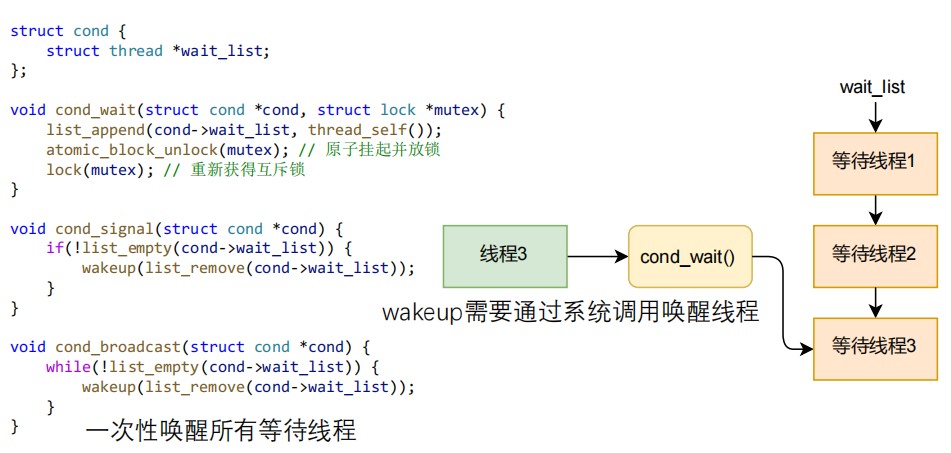 struct cond {
    struct thread *wait_list;
};
void cond_wait(struct cond *cond, struct lock *mutex) {
    list_append(cond->wait_list, thread_self());
    atomic_block_unlock(mutex); // 原子挂起并放锁
    lock(mutex); // 重新获得互斥锁
}
void cond_signal(struct cond *cond) {
    if(!list_empty(cond->wait_list)) {
        wakeup(list_remove(cond->wait_list));
    }
}
void cond_broadcast(struct cond *cond) {
    while(!list_empty(cond->wait_list)) {
        wakeup(list_remove(cond->wait_list));
    }
}
一次性唤醒所有等待线程
线程3
cond_wait()
wakeup需要通过系统调用唤醒线程
wait_list
等待线程1
等待线程2
等待线程3